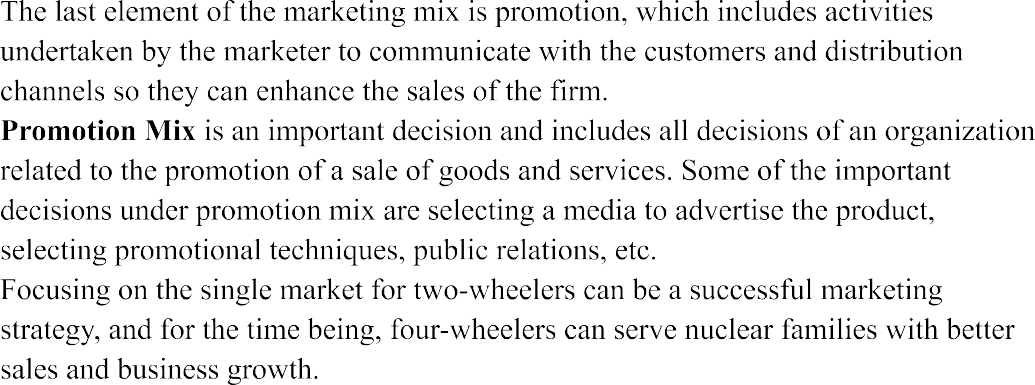 The last element of the marketing mix is promotion, which includes activities
undertaken by the marketer to communicate with the customers and distribution
channels so they can enhance the sales of the firm.
Promotion Mix is an important decision and includes all decisions of an organization
related to the promotion of a sale of goods and services. Some of the important
decisions under promotion mix are selecting a media to advertise the product,
selecting promotional techniques, public relations, etc.
Focusing on the single market for two-wheelers can be a successful marketing
strategy, and for the time being, four-wheelers can serve nuclear families with better
sales and business growth.